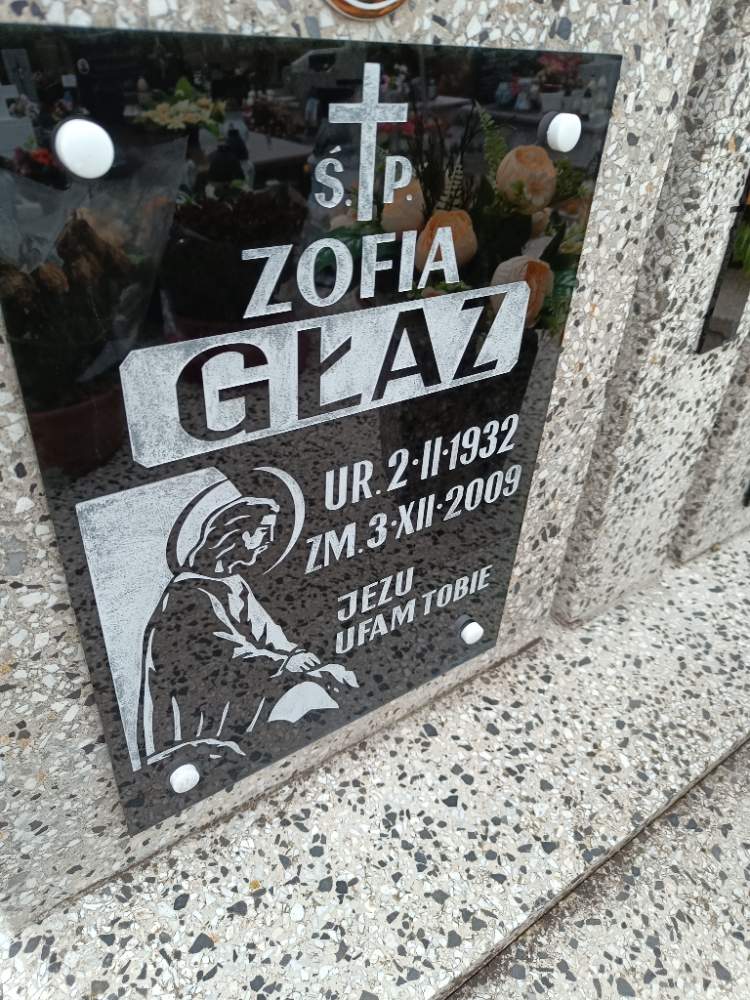 Ś. P.
ZOFIA
GŁAZ
UR. 2·II·1932
ZM. 3·XII·2009
JEZU
UFAM TOBIE